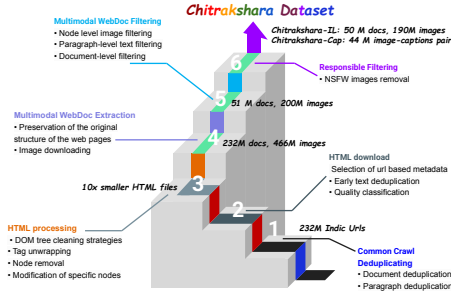 Chitrakshara Dataset
Chitrakshara-IL: 50 M docs, 190M images
Chitrakshara-Cap: 44 M image-captions pair
Multimodal WebDoc Filtering
• Node level image filtering
• Paragraph-level text filtering
• Document-level filtering
6
Responsible Filtering
• NSFW images removal
5
51 M docs, 200M images
Multimodal WebDoc Extraction
• Preservation of the original
structure of the web pages
• Image downloading
4
232M docs, 466M images
HTML download
Selection of url based metadata
• Early text deduplication
• Quality classification
10x smaller HTML files
3
2
HTML processing
• DOM tree cleaning strategies
• Tag unwrapping
• Node removal
• Modification of specific nodes
1
232M Indic Urls
Common Crawl
Deduplicating
• Document deduplication
• Paragraph deduplication